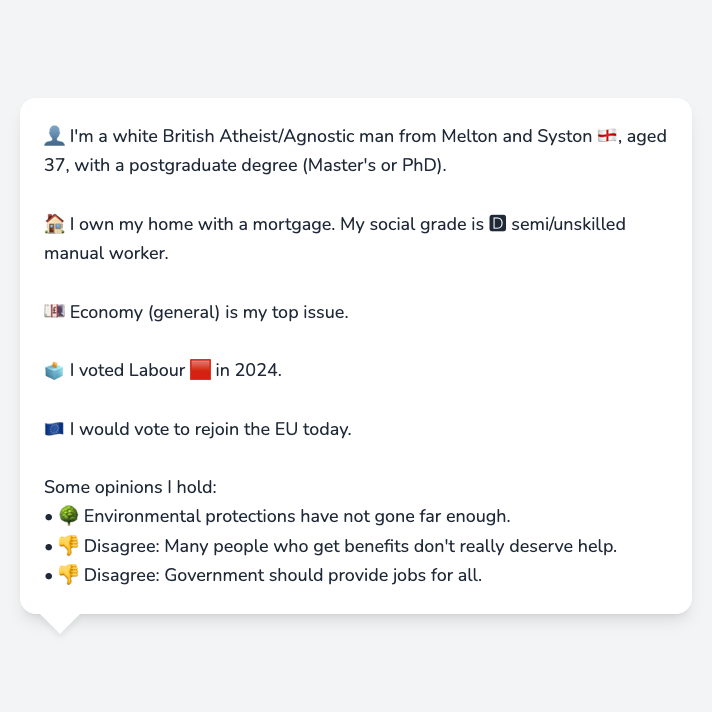 👤 I'm a white British Atheist/Agnostic man from Melton and Syston 🏴󠁧󠁢󠁥󠁮󠁧󠁿, aged
37, with a postgraduate degree (Master's or PhD).
🏠 I own my home with a mortgage. My social grade is 🅳 semi/unskilled
manual worker.
💷 Economy (general) is my top issue.
🗳️ I voted Labour 🟥 in 2024.
🇪🇺 I would vote to rejoin the EU today.
Some opinions I hold:
• 🌳 Environmental protections have not gone far enough.
• 👎 Disagree: Many people who get benefits don't really deserve help.
• 👎 Disagree: Government should provide jobs for all.